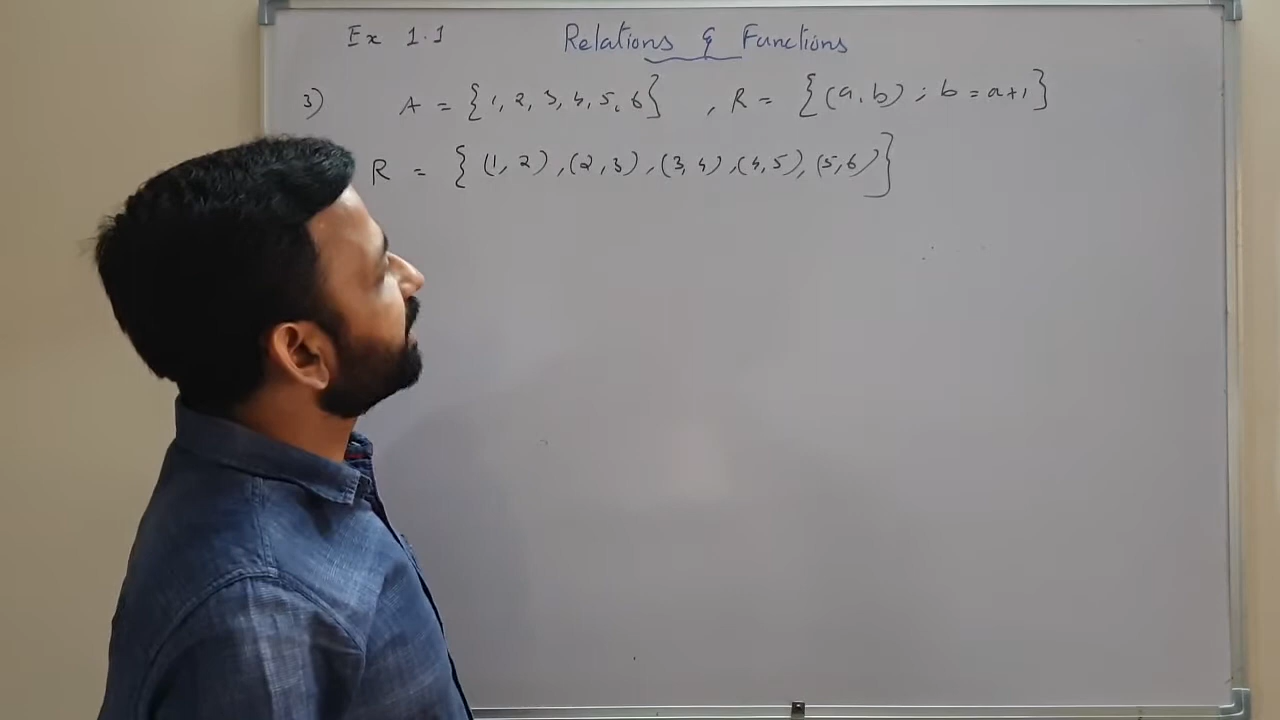 Ex 1.1
Relations & Functions
3) A = {1, 2, 3, 4, 5, 6} , R = {(a, b) ; b = a+1}
R = {(1, 2) , (2, 3) , (3, 4) , (4, 5) , (5, 6)}